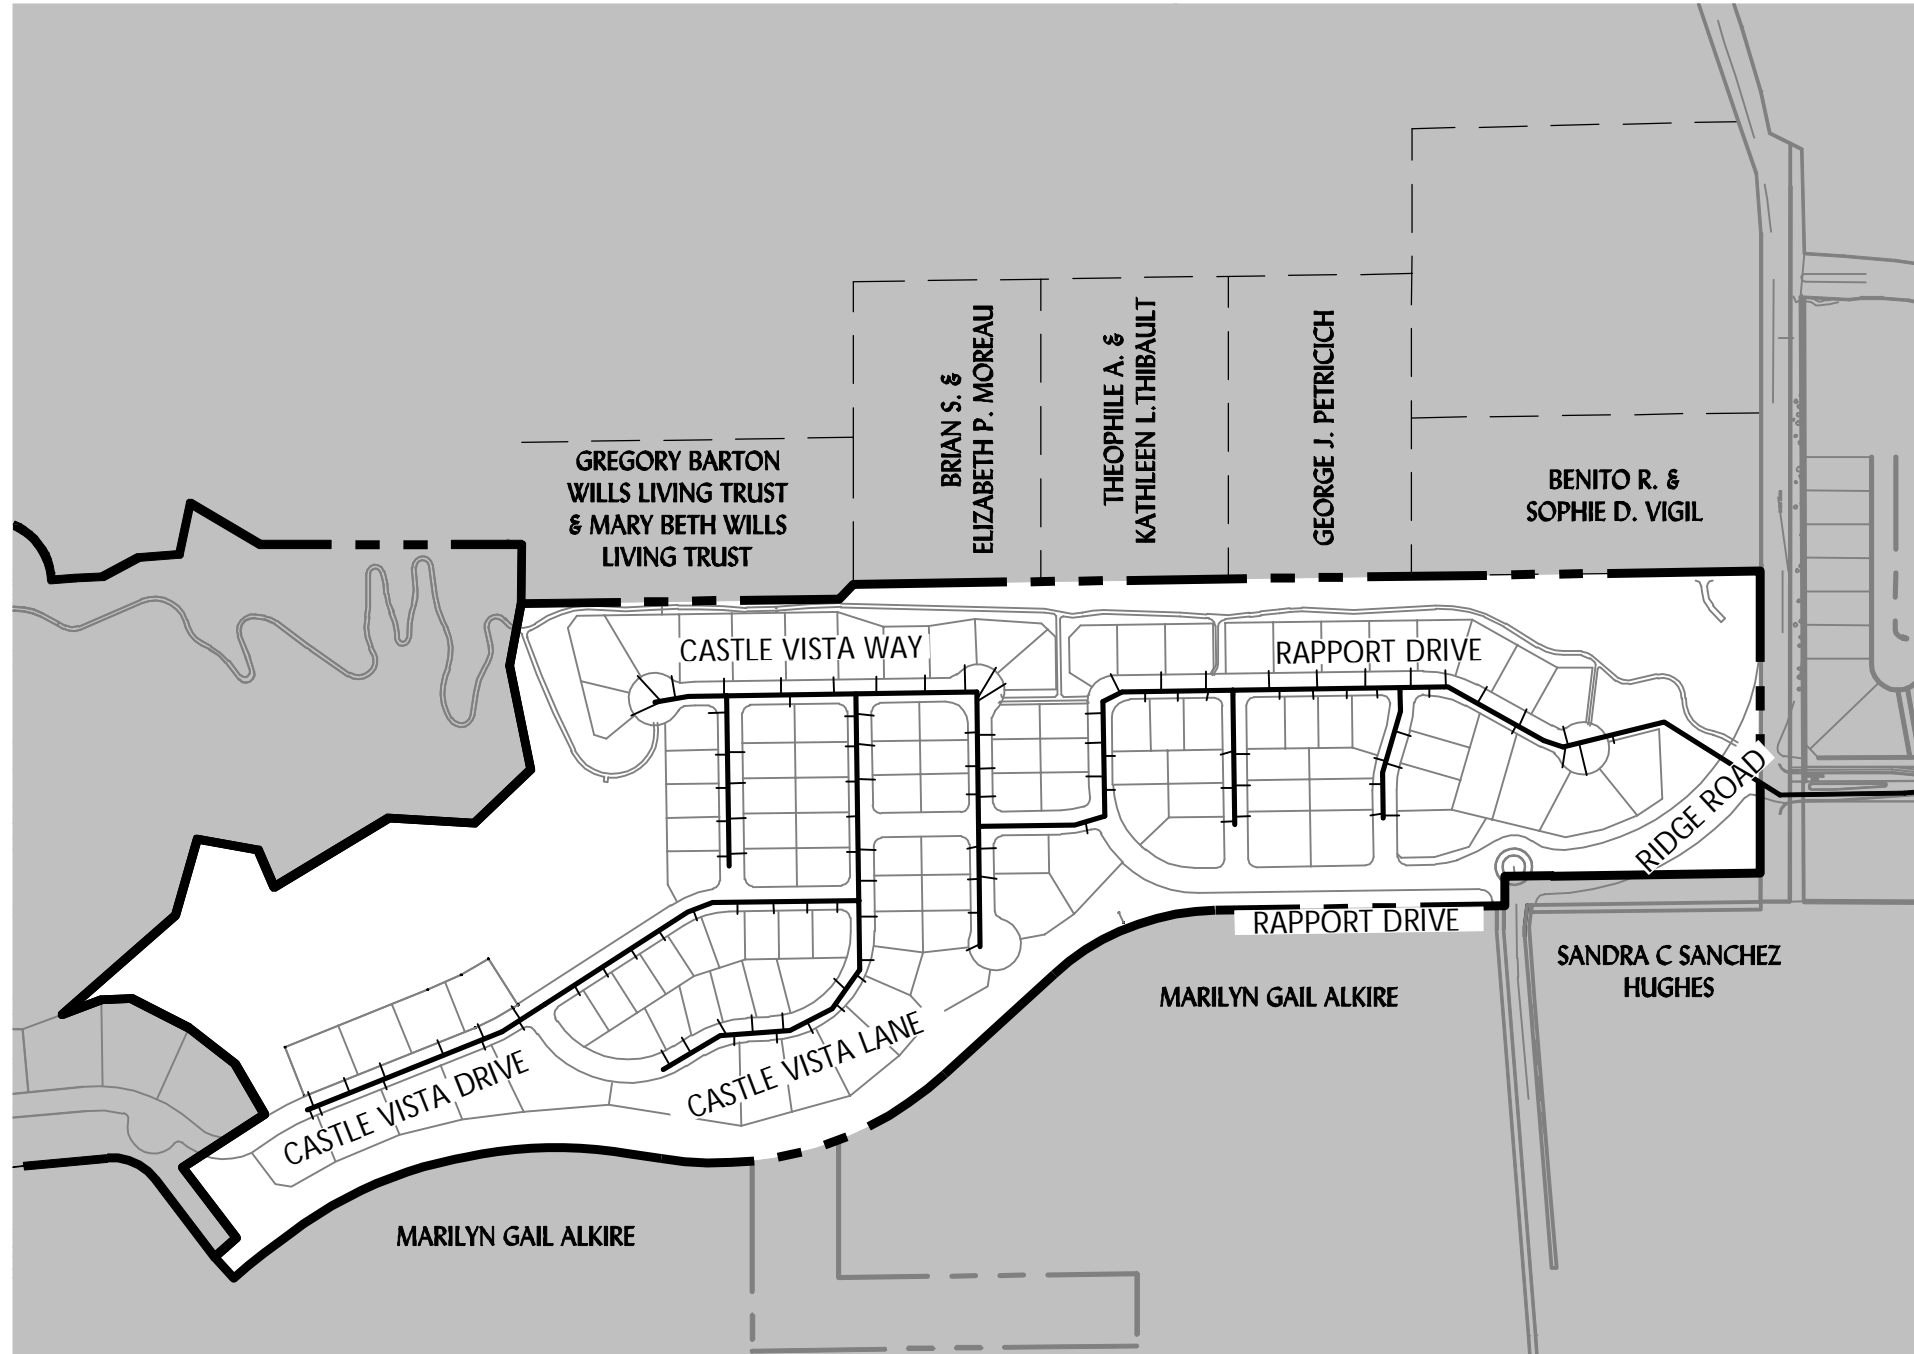 BRIAN S. &
ELIZABETH P. MOREAU
THEOPHILE A. &
KATHLEEN L.THIBAULT
GEORGE J. PETRICICH
GREGORY BARTON
WILLS LIVING TRUST
& MARY BETH WILLS
LIVING TRUST
BENITO R. &
SOPHIE D. VIGIL
CASTLE VISTA WAY
RAPPORT DRIVE
RIDGE ROAD
RAPPORT DRIVE
SANDRA C SANCHEZ
HUGHES
MARILYN GAIL ALKIRE
CASTLE VISTA DRIVE
CASTLE VISTA LANE
MARILYN GAIL ALKIRE